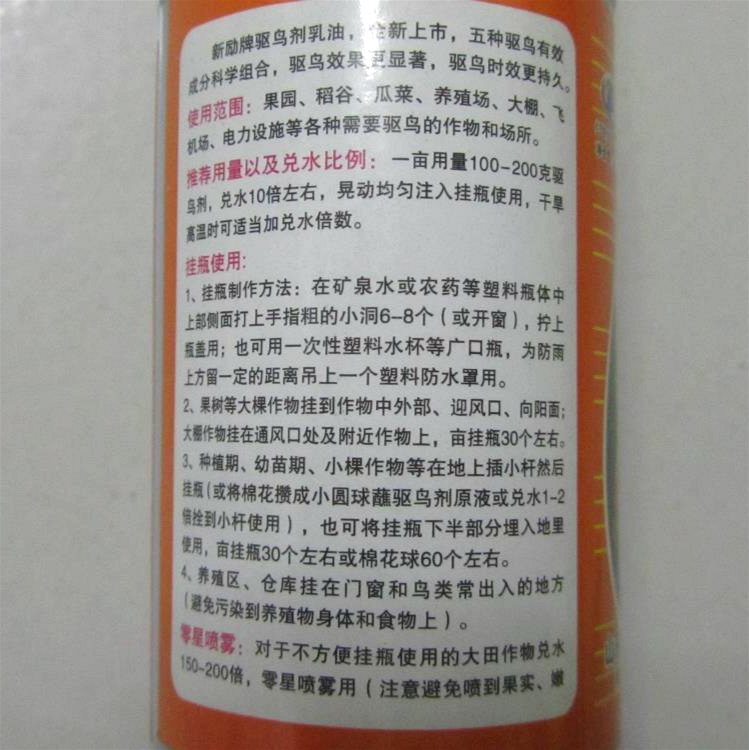 新励牌驱鸟剂乳油，全新上市，五种驱鸟有效
成分科学组合，驱鸟效果更显著，驱鸟时效更持久。
使用范围：果园、稻谷、瓜菜、养殖场、大棚、飞
机场、电力设施等各种需要驱鸟的作物和场所。
推荐用量以及兑水比例：一亩用量100-200克驱
鸟剂，兑水10倍左右，晃动均匀注入挂瓶使用，干旱
高温时可适当加兑水倍数。
挂瓶使用:
1、挂瓶制作方法：在矿泉水或农药等塑料瓶体中
上部侧面打上手指粗的小洞6-8个（或开窗），拧上
瓶盖用；也可用一次性塑料水杯等广口瓶，为防雨
上方留一定的距离吊上一个塑料防水罩用。
2、果树等大棵作物挂到作物中外部、迎风口、向阳面；
大棚作物挂在通风口处及附近作物上，亩挂瓶30个左右。
3、种植期、幼苗期、小棵作物等在地上插小杆然后
挂瓶（或将棉花攒成小圆球蘸驱鸟剂原液或兑水1-2
倍拴到小杆使用），也可将挂瓶下半部分埋入地里
使用，亩挂瓶30个左右或棉花球60个左右。
4、养殖区、仓库挂在门窗和鸟类常出入的地方
（避免污染到养殖物身体和食物上）。
零星喷雾：对于不方便挂瓶使用的大田作物兑水
150-200倍，零星喷雾用（注意避免喷到果实、嫩